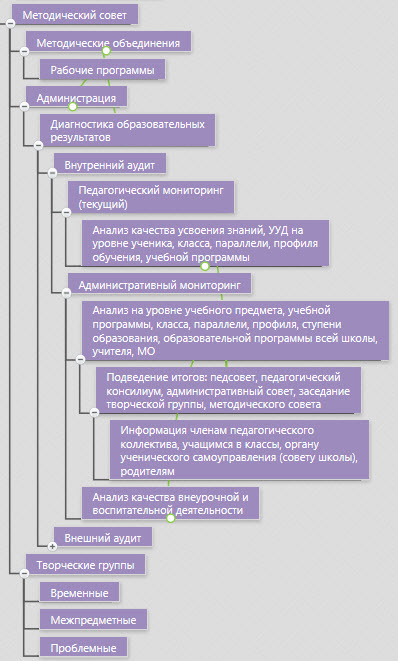 Методический совет
Методические объединения
Рабочие программы
Администрация
Диагностика образовательных
результатов
Внутренний аудит
Педагогический мониторинг
(текущий)
Анализ качества усвоения знаний, УУД на
уровне ученика, класса, параллели, профиля
обучения, учебной программы
Административный мониторинг
Анализ на уровне учебного предмета, учебной
программы, класса, параллели, профиля, ступени
образования, образовательной программы всей школы,
учителя, МО
Подведение итогов: педсовет, педагогический
консилиум, административный совет, заседание
творческой группы, методического совета
Информация членам педагогического
коллектива, учащимся в классы, органу
ученического самоуправления (совету школы),
родителям
Анализ качества внеурочной и
воспитательной деятельности
Внешний аудит
Творческие группы
Временные
Межпредметные
Проблемные